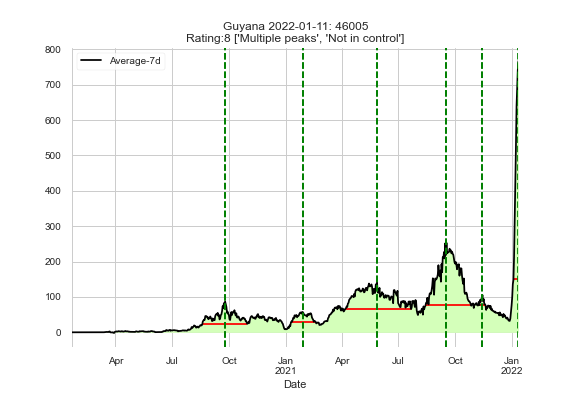 Guyana 2022-01-11: 46005
Rating:8 ['Multiple peaks', 'Not in control']
Average-7d
800
700
600
500
400
300
200
100
0
Apr Jul Oct Jan Apr Jul Oct Jan
2021 2022
Date